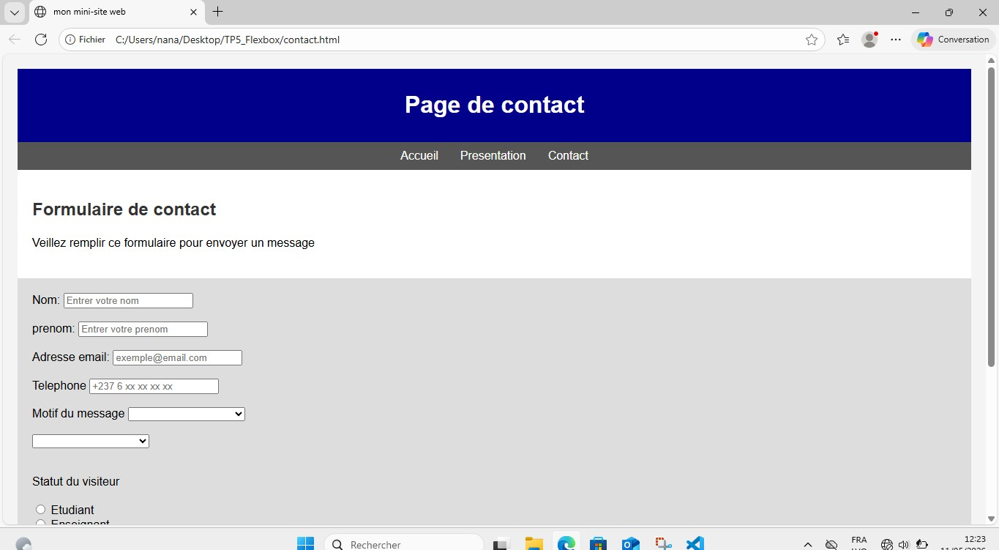 mon mini-site web
Fichier C:/Users/nana/Desktop/TP5_Flexbox/contact.html
Conversation
Page de contact
Accueil Presentation Contact
Formulaire de contact
Veillez remplir ce formulaire pour envoyer un message
Nom: Entrer votre nom
prenom: Entrer votre prenom
Adresse email: exemple@email.com
Telephone +237 6 xx xx xx xx
Motif du message
Statut du visiteur
Etudiant
Enseignant
Rechercher
FRA
12:23